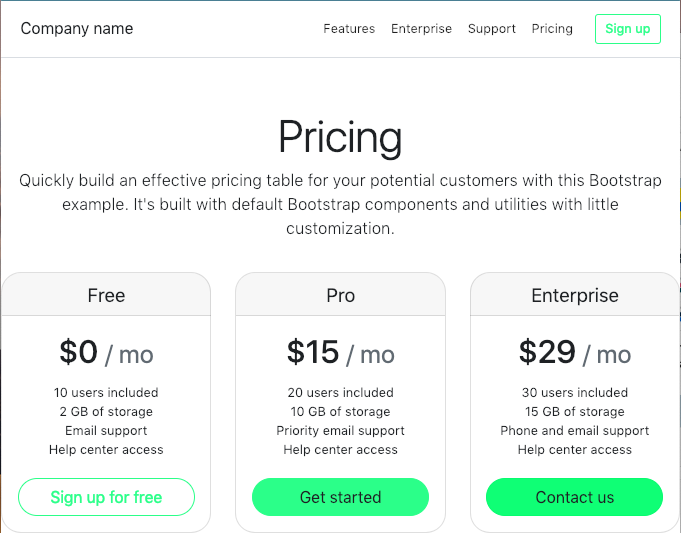 Company name
Features Enterprise Support Pricing Sign up
Pricing
Quickly build an effective pricing table for your potential customers with this Bootstrap
example. It's built with default Bootstrap components and utilities with little
customization.
Free
$0 / mo
10 users included
2 GB of storage
Email support
Help center access
Sign up for free
Pro
$15 / mo
20 users included
10 GB of storage
Priority email support
Help center access
Get started
Enterprise
$29 / mo
30 users included
15 GB of storage
Phone and email support
Help center access
Contact us